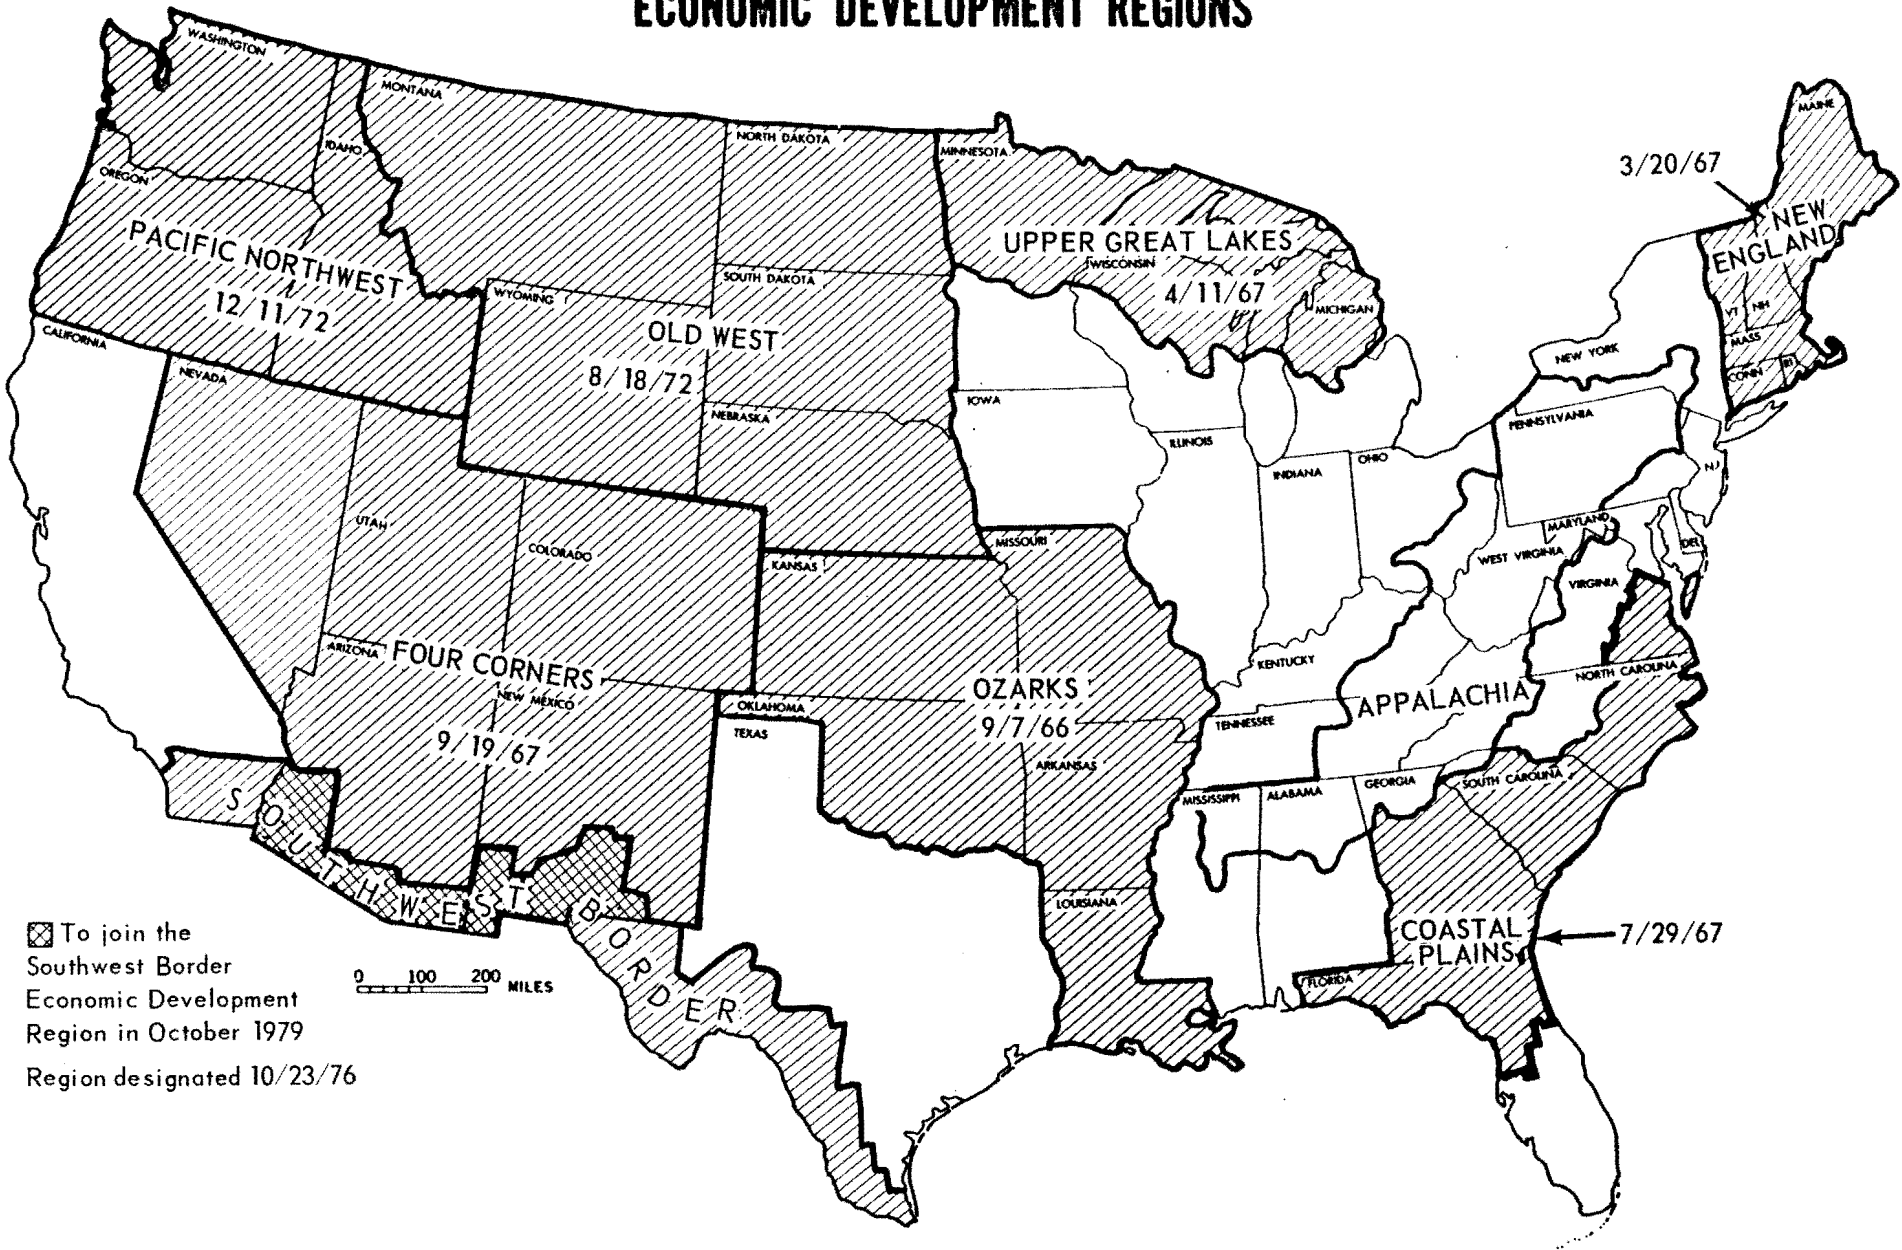 ECONOMIC DEVELOPMENT REGIONS
WASHINGTON
MONTANA
NORTH DAKOTA
MINNESOTA
MAINE
IDAHO
OREGON
3/20/67
NEW
ENGLAND
PACIFIC NORTHWEST
12/11/72
UPPER GREAT LAKES
WISCONSIN
4/11/67
MICHIGAN
SOUTH DAKOTA
WYOMING
OLD WEST
8/18/72
VT
NH
MASS
CONN
RI
CALIFORNIA
NEVADA
NEBRASKA
IOWA
ILLINOIS
INDIANA
OHIO
NEW YORK
PENNSYLVANIA
NJ
UTAH
COLORADO
KANSAS
MISSOURI
MARYLAND
DEL
WEST VIRGINIA
VIRGINIA
ARIZONA
FOUR CORNERS
NEW MEXICO
9/19/67
OZARKS
9/7/66
KENTUCKY
NORTH CAROLINA
APPALACHIA
OKLAHOMA
TEXAS
TENNESSEE
ARKANSAS
MISSISSIPPI
ALABAMA
GEORGIA
SOUTH CAROLINA
SOUTHWEST BORDER
LOUISIANA
COASTAL
PLAINS
7/29/67
FLORIDA
To join the
Southwest Border
Economic Development
Region in October 1979
Region designated 10/23/76
0 100 200 MILES